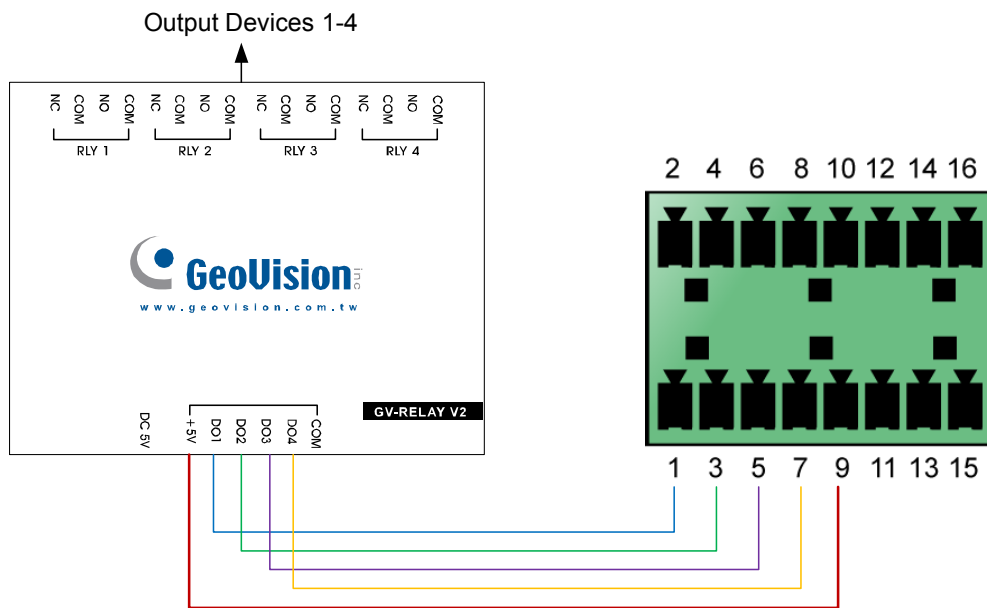 Output Devices 1-4
NC COM NO COM NC COM NO COM NC COM NO COM NC COM NO COM
RLY 1 RLY 2 RLY 3 RLY 4
GeoVision inc
www.geovision.com.tw
GV-RELAY V2
DC 5V +5V DO1 DO2 DO3 DO4 COM
2 4 6 8 10 12 14 16
1 3 5 7 9 11 13 15